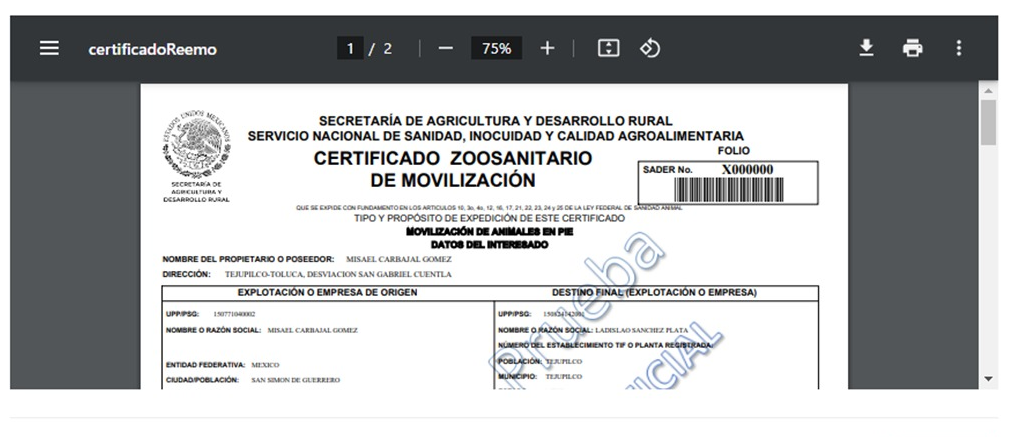 certificadoReemo
1 / 2
75%
ESTADOS UNIDOS MEXICANOS
SECRETARÍA DE
AGRICULTURA Y
DESARROLLO RURAL
SECRETARÍA DE AGRICULTURA Y DESARROLLO RURAL
SERVICIO NACIONAL DE SANIDAD, INOCUIDAD Y CALIDAD AGROALIMENTARIA
CERTIFICADO ZOOSANITARIO
DE MOVILIZACIÓN
FOLIO
SADER No. X000000
QUE SE EXPIDE CON FUNDAMENTO EN LOS ARTICULOS 10, 3o, 4o, 12, 16, 17, 21, 22, 23, 24 y 25 DE LA LEY FEDERAL DE SANIDAD ANIMAL
TIPO Y PROPÓSITO DE EXPEDICIÓN DE ESTE CERTIFICADO
MOVILIZACIÓN DE ANIMALES EN PIE
DATOS DEL INTERESADO
NOMBRE DEL PROPIETARIO O POSEEDOR: MISAEL CARBAJAL GOMEZ
DIRECCIÓN: TEJUPILCO-TOLUCA, DESVIACION SAN GABRIEL CUENTLA
EXPLOTACIÓN O EMPRESA DE ORIGEN
UPP/PSG: 150771040002
NOMBRE O RAZÓN SOCIAL: MISAEL CARBAJAL GOMEZ
ENTIDAD FEDERATIVA: MEXICO
CIUDAD/POBLACIÓN: SAN SIMON DE GUERRERO
DESTINO FINAL (EXPLOTACIÓN O EMPRESA)
UPP/PSG: 150824142001
NOMBRE O RAZÓN SOCIAL: LADISLAO SANCHEZ PLATA
NÚMERO DEL ESTABLECIMIENTO TIF O PLANTA REGISTRADA:
POBLACIÓN: TEJUPILCO
MUNICIPIO: TEJUPILCO
Prueba